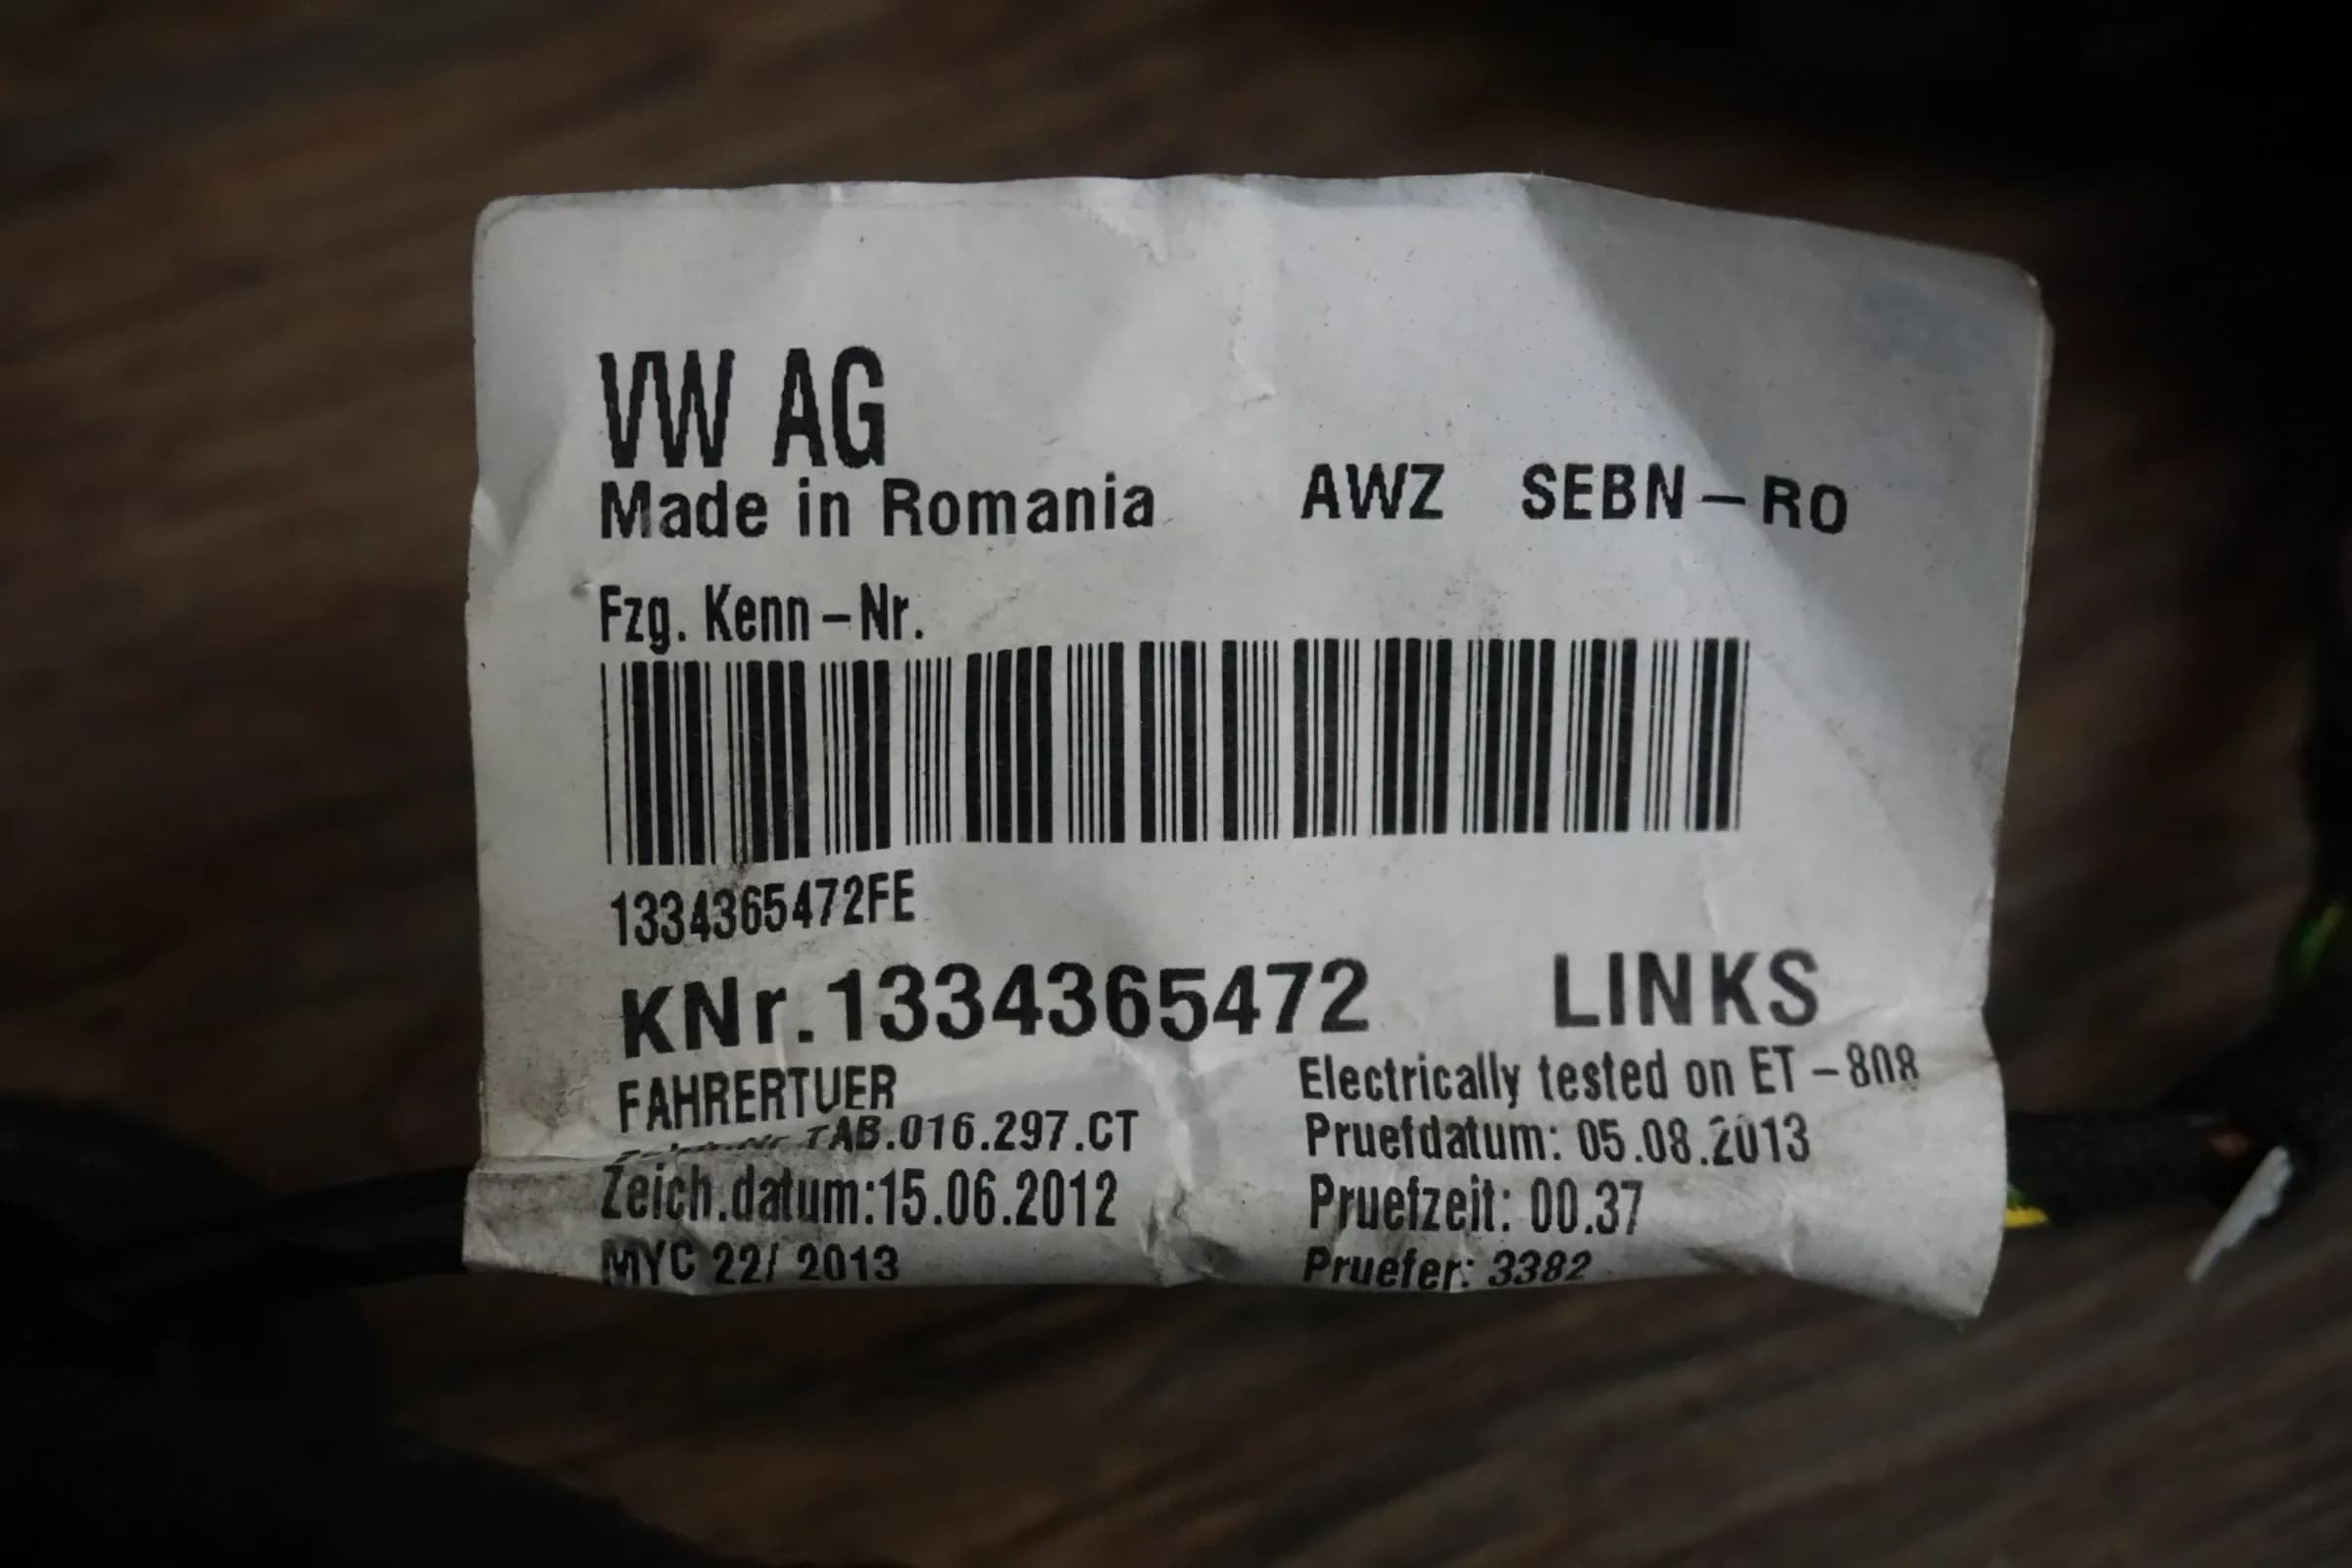 VW AG
Made in Romania AWZ SEBN-RO
Fzg. Kenn-Nr.
1334365472FE
KNr.1334365472 LINKS
FAHRERTUER Electrically tested on ET-808
TAB.016.297.CT Pruefdatum: 05.08.2013
Zeich.datum:15.06.2012 Pruefzeit: 00.37
MYC 22/ 2013 Pruefer: 3382